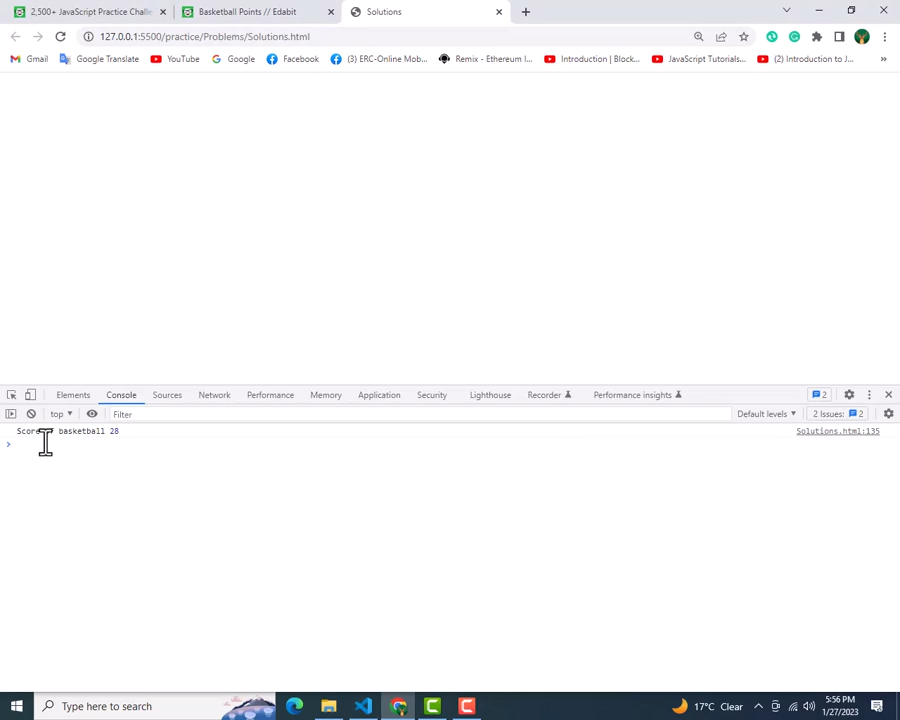 2,500+ JavaScript Practice Challe
Basketball Points // Edabit
Solutions
127.0.0.1:5500/practice/Problems/Solutions.html
Gmail
Google Translate
YouTube
Google
Facebook
(3) ERC-Online Mob...
Remix - Ethereum I...
Introduction | Block...
JavaScript Tutorials...
(2) Introduction to J...
»
Elements
Console
Sources
Network
Performance
Memory
Application
Security
Lighthouse
Recorder
Performance insights
2
top
Filter
Default levels
2 Issues:
2
Score basketball 28
Solutions.html:135
Type here to search
17°C Clear
5:56 PM
1/27/2023